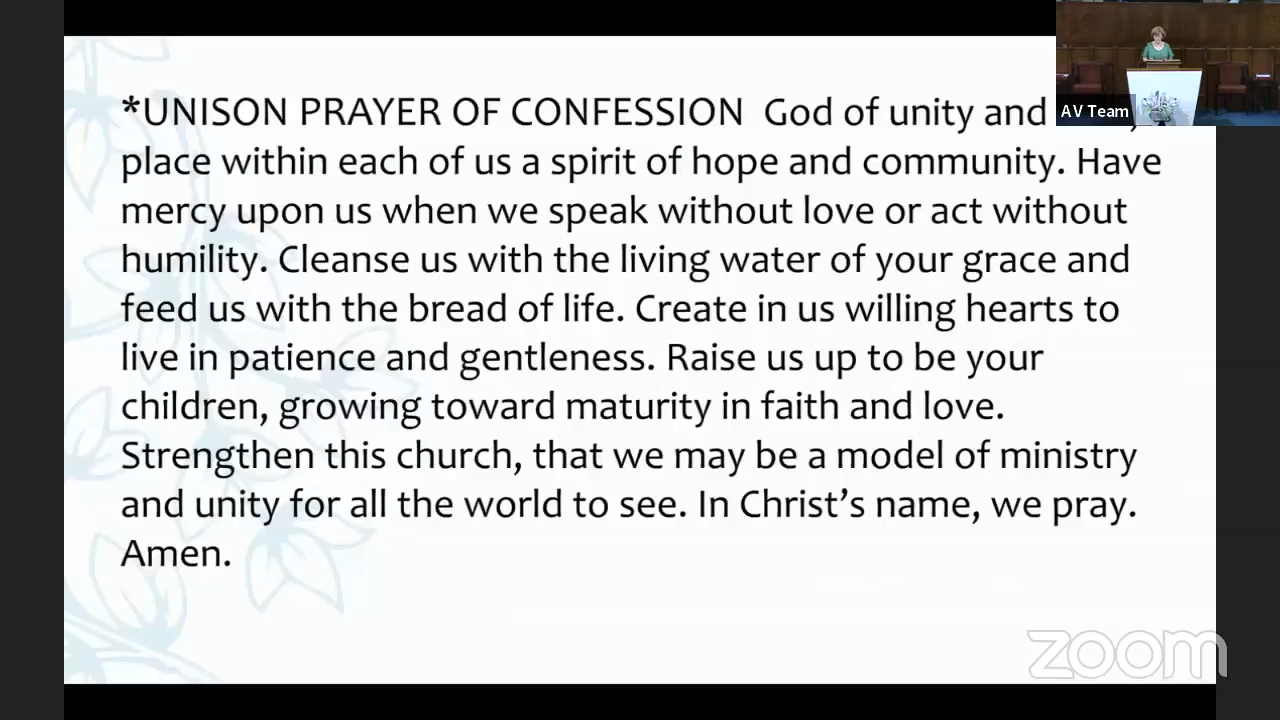 *UNISON PRAYER OF CONFESSION God of unity and
place within each of us a spirit of hope and community. Have
mercy upon us when we speak without love or act without
humility. Cleanse us with the living water of your grace and
feed us with the bread of life. Create in us willing hearts to
live in patience and gentleness. Raise us up to be your
children, growing toward maturity in faith and love.
Strengthen this church, that we may be a model of ministry
and unity for all the world to see. In Christ’s name, we pray.
Amen.
AV Team
zoom